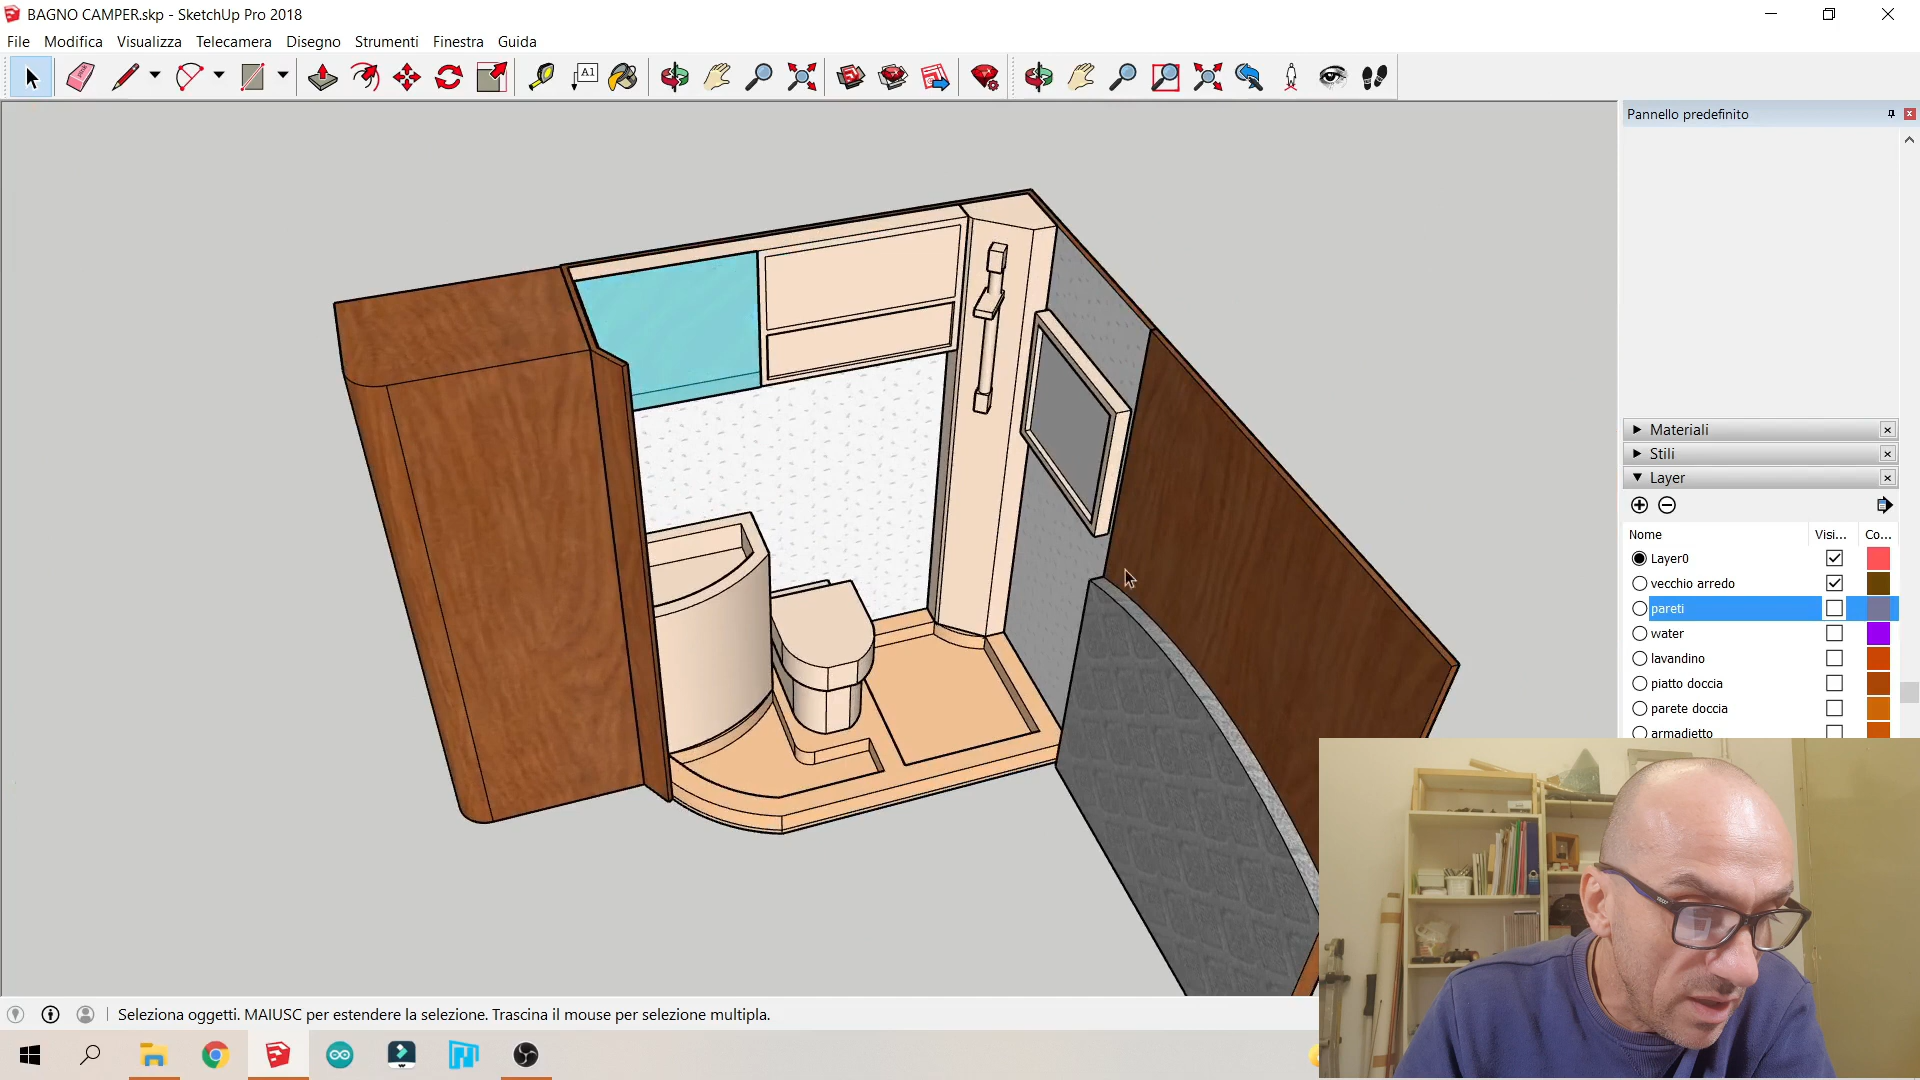 BAGNO CAMPER.skp - SketchUp Pro 2018
File Modifica Visualizza Telecamera Disegno Strumenti Finestra Guida
A1
Pannello predefinito
Materiali
Stili
Layer
Nome Visi... Co...
Layer0
vecchio arredo
pareti
water
lavandino
piatto doccia
parete doccia
armadietto
Seleziona oggetti. MAIUSC per estendere la selezione. Trascina il mouse per selezione multipla.